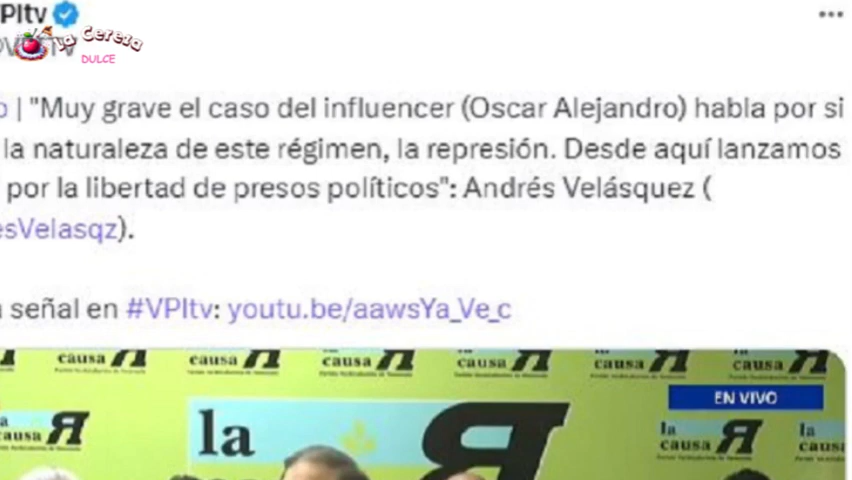 PItv
La Cereza
DULCE
| "Muy grave el caso del influencer (Oscar Alejandro) habla por si
la naturaleza de este régimen, la represión. Desde aquí lanzamos
por la libertad de presos políticos": Andrés Velásquez (
esVelasqz).
señal en #VPItv: youtu.be/aawsYa_Ve_c
causa R causa R causa R causa R causa R causa R
EN VIVO
la causa R
la
R
la causa R
la